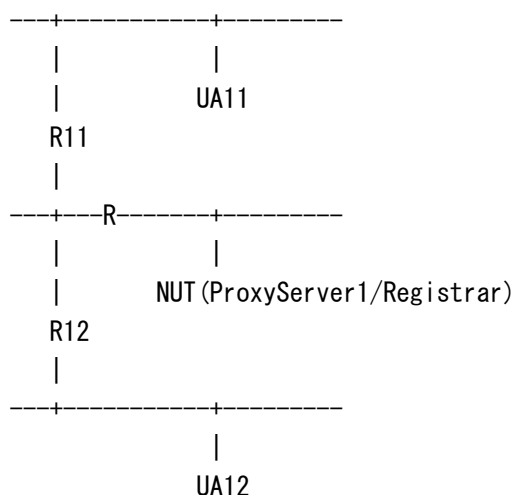 UA11
R11
R
NUT(ProxyServer1/Registrar)
R12
UA12